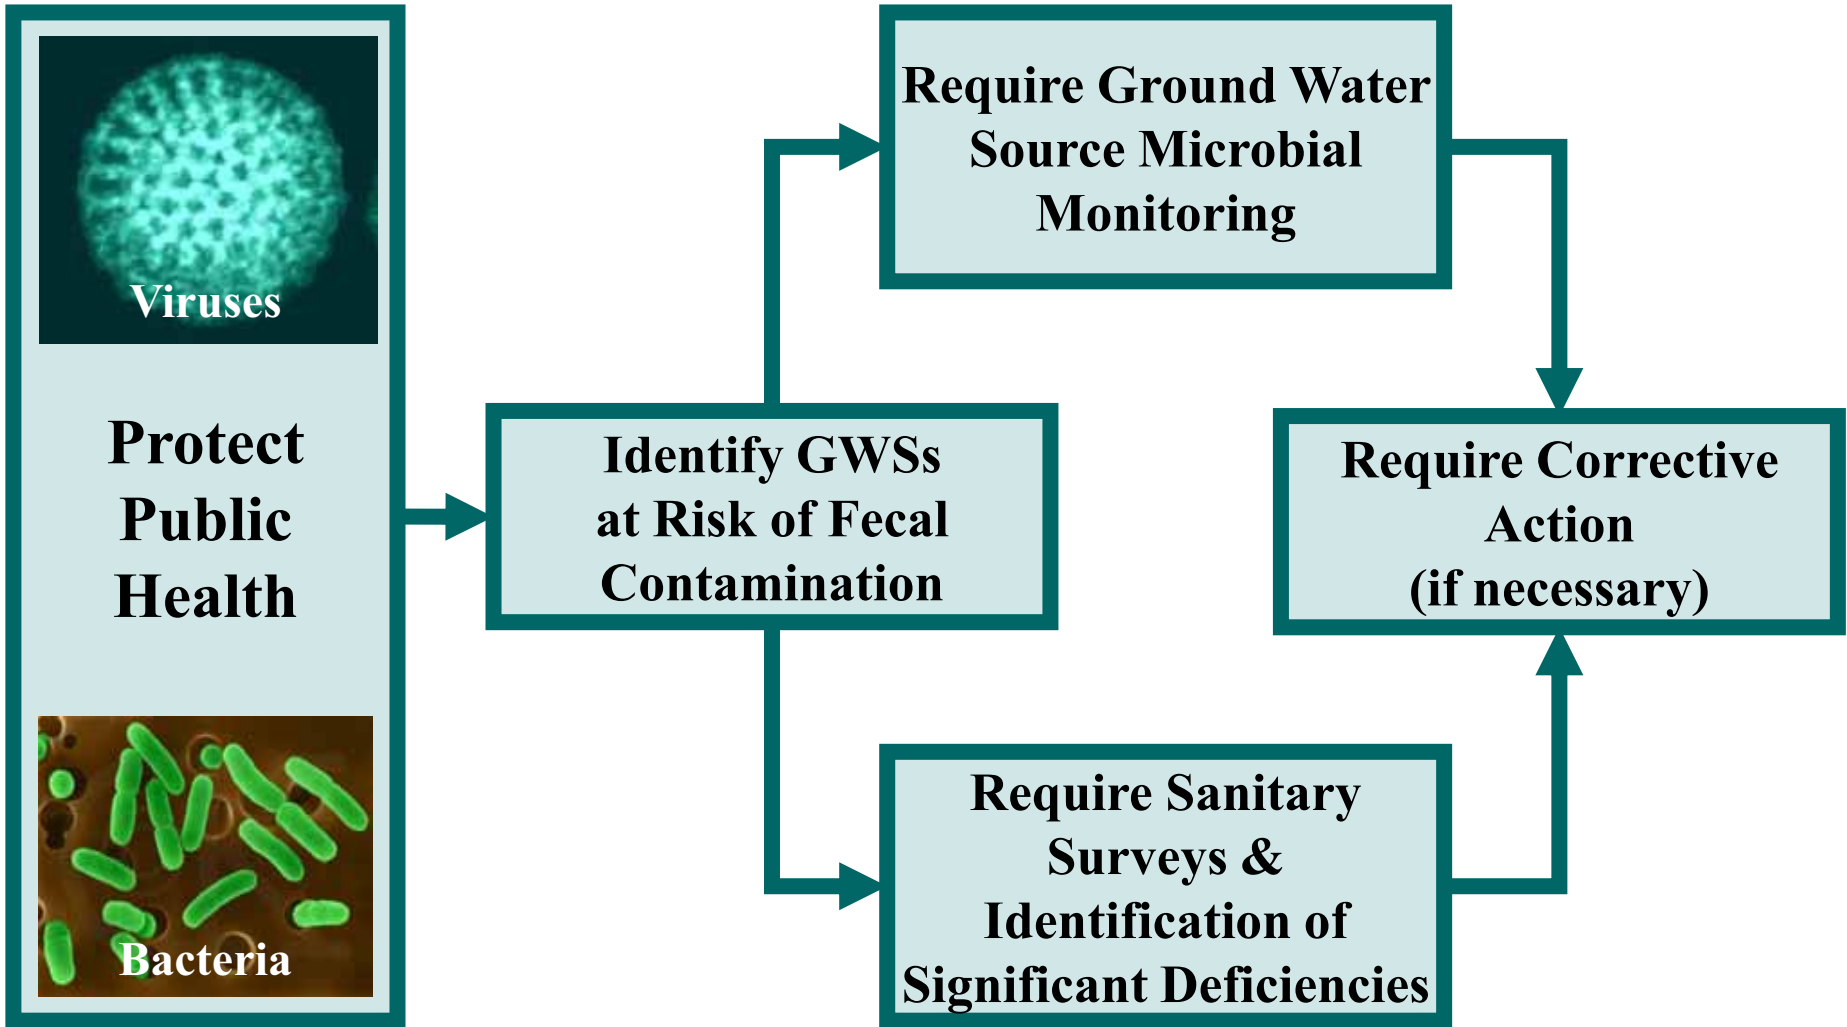 Viruses
Protect
Public
Health
Bacteria
Identify GWSs
at Risk of Fecal
Contamination
Require Ground Water
Source Microbial
Monitoring
Require Sanitary
Surveys &
Identification of
Significant Deficiencies
Require Corrective
Action
(if necessary)